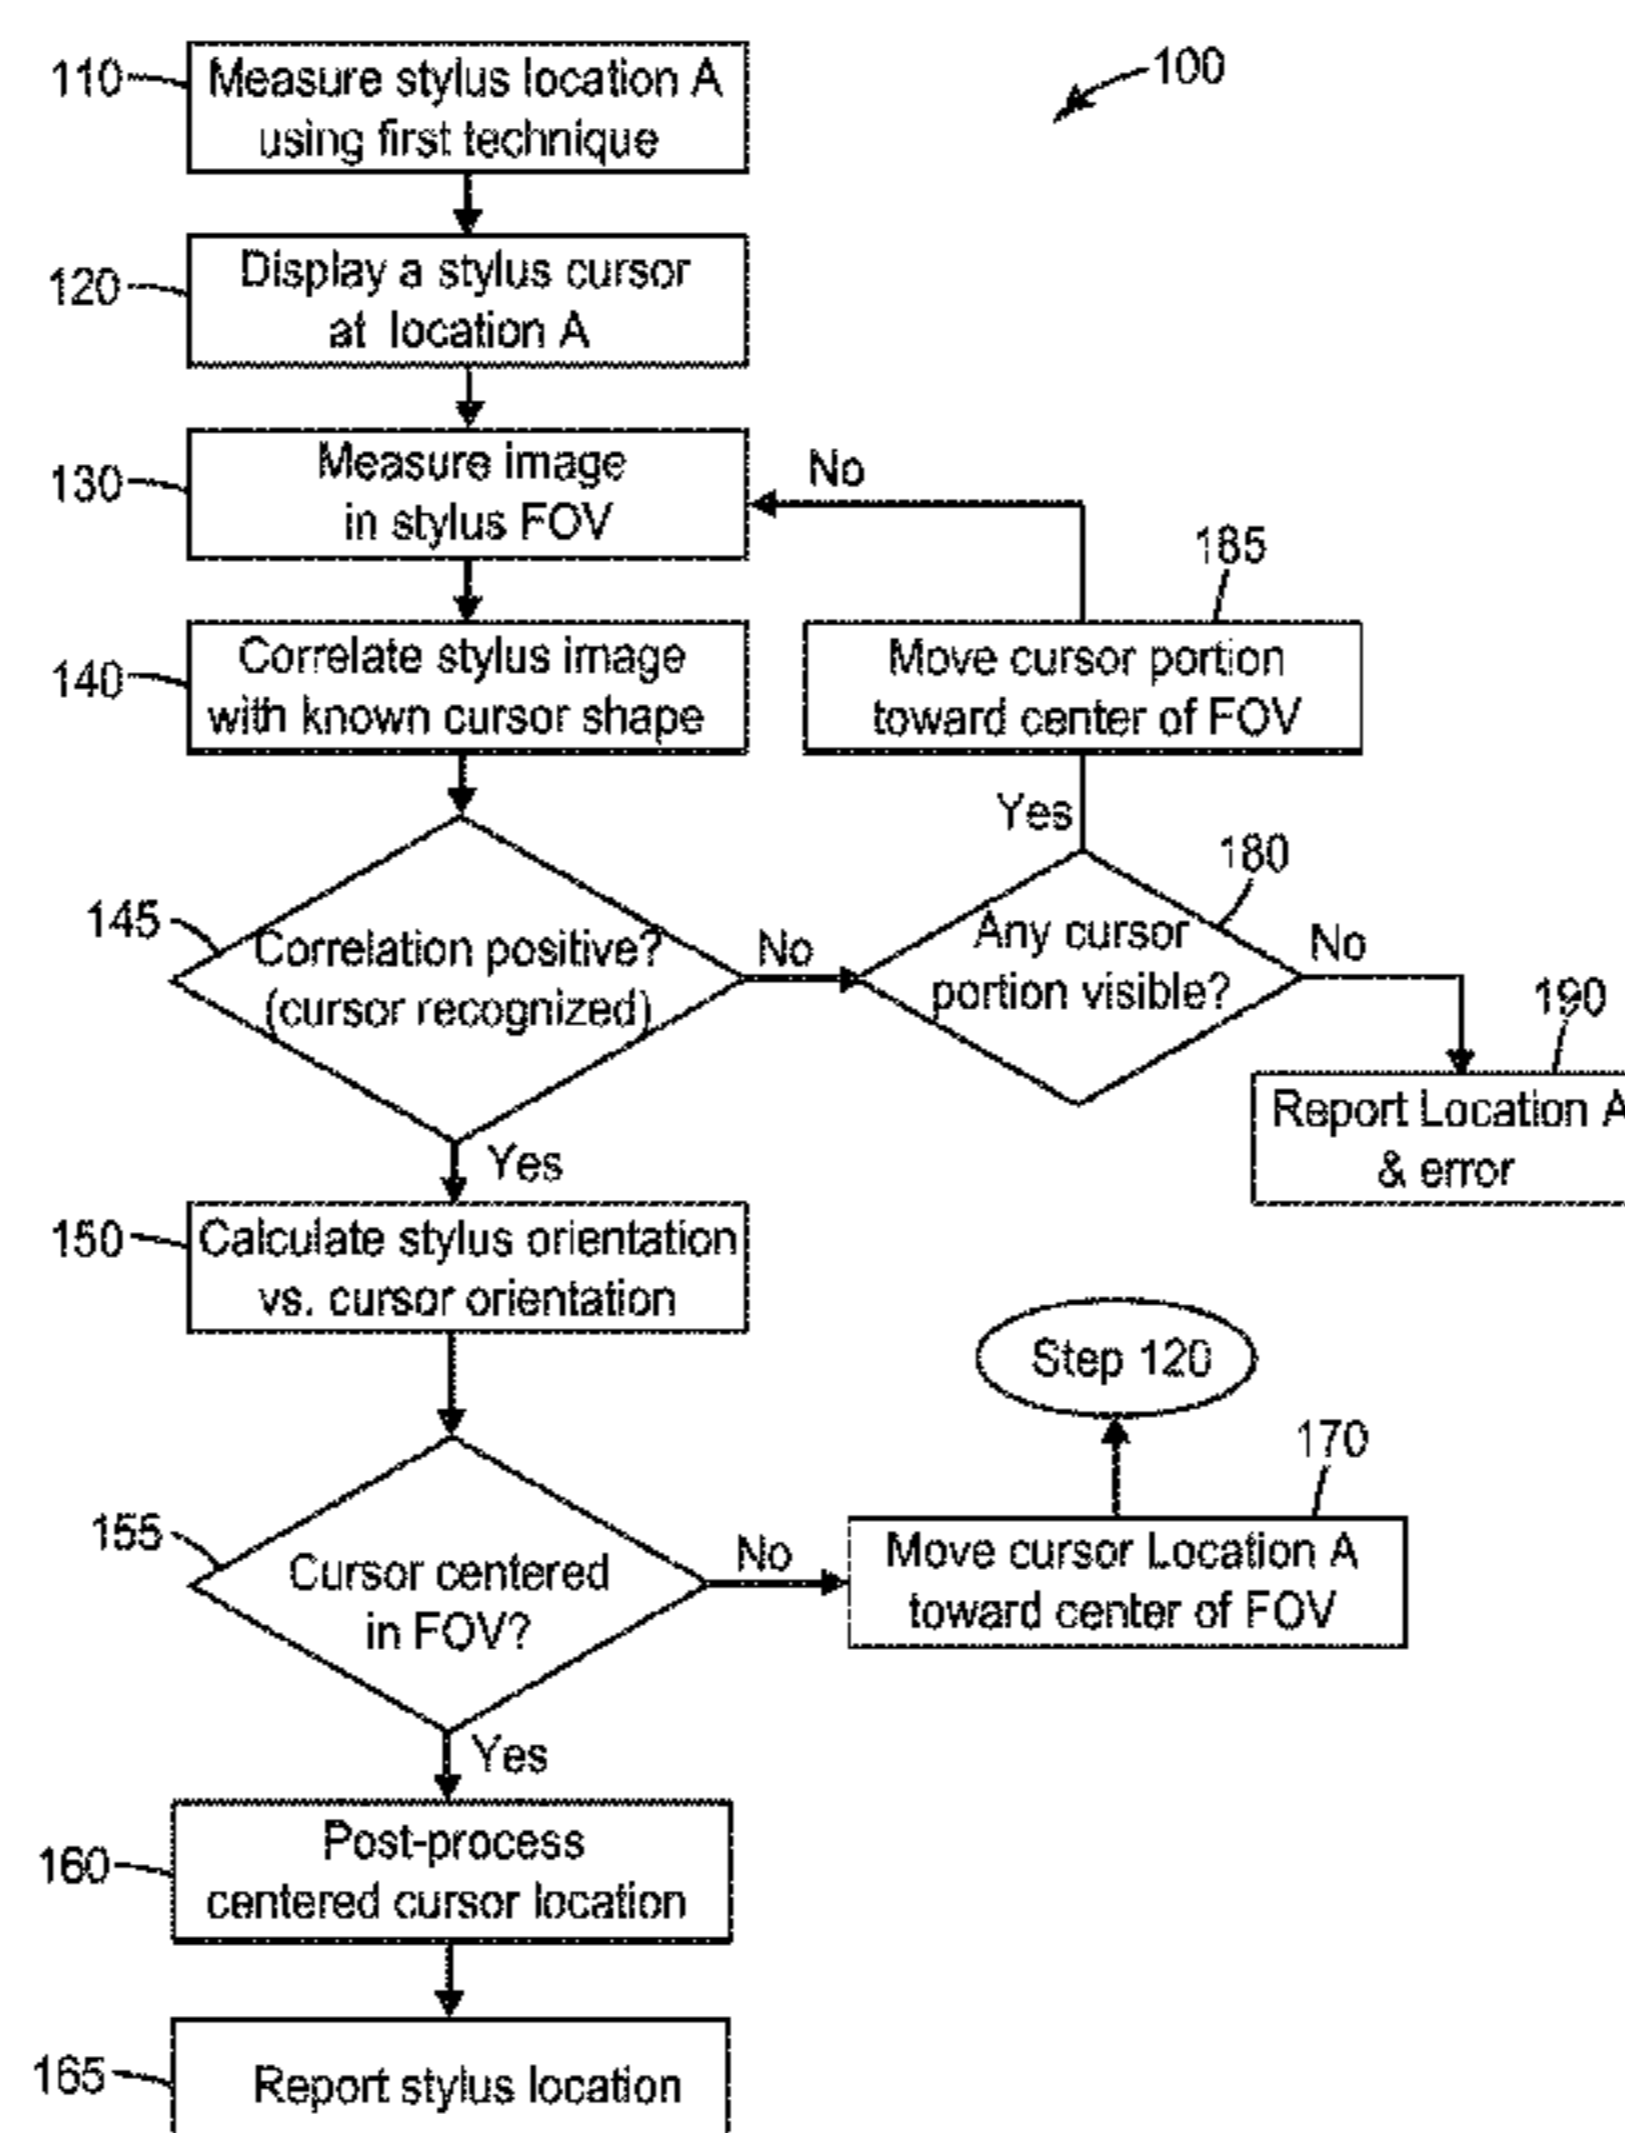 100
110
Measure stylus location A
using first technique
120
Display a stylus cursor
at location A
130
Measure image
in stylus FOV
No
185
140
Correlate stylus image
with known cursor shape
Move cursor portion
toward center of FOV
Yes
180
145
Correlation positive?
(cursor recognized)
No
Any cursor
portion visible?
No
190
Report Location A
& error
Yes
150
Calculate stylus orientation
vs. cursor orientation
Step 120
170
155
Cursor centered
in FOV?
No
Move cursor Location A
toward center of FOV
Yes
160
Post-process
centered cursor location
165
Report stylus location